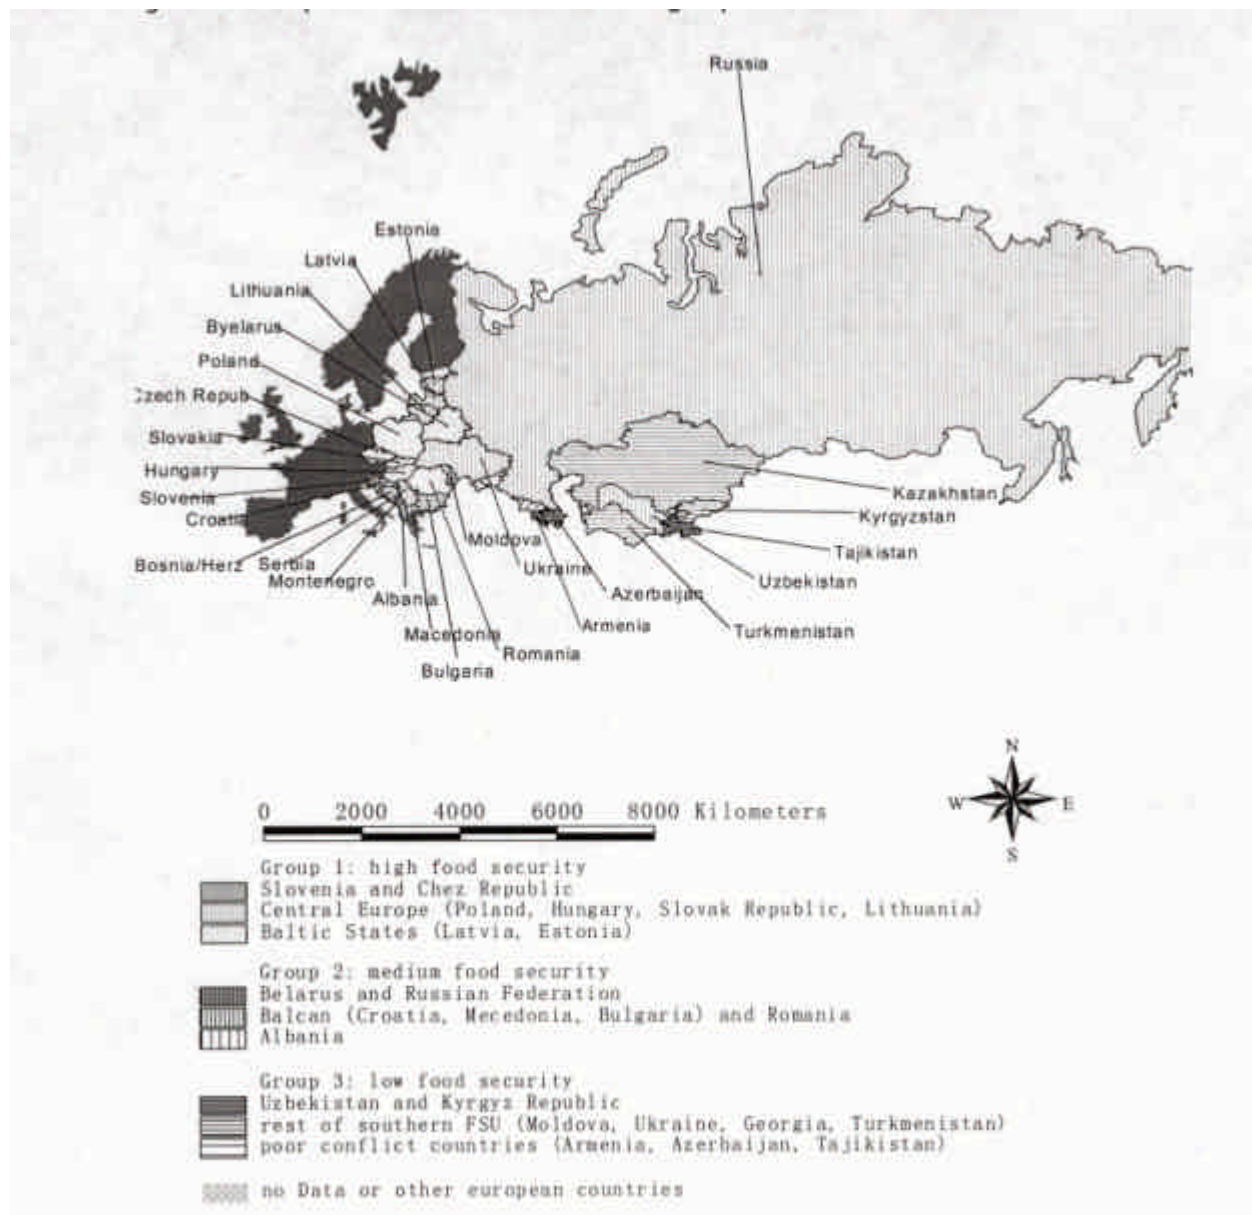 Russia
Estonia
Latvia
Lithuania
Byelarus
Poland
Czech Repub
Slovakia
Hungary
Slovenia
Croatia
Bosnia/Herz
Serbia
Montenegro
Albania
Macedonia
Bulgaria
Romania
Moldova
Ukraine
Armenia
Azerbaijan
Turkmenistan
Uzbekistan
Tajikistan
Kyrgyzstan
Kazakhstan
N
W E
S
0 2000 4000 6000 8000 Kilometers
Group 1: high food security
Slovenia and Chez Republic
Central Europe (Poland, Hungary, Slovak Republic, Lithuania)
Baltic States (Latvia, Estonia)
Group 2: medium food security
Belarus and Russian Federation
Balcan (Croatia, Mecedonia, Bulgaria) and Romania
Albania
Group 3: low food security
Uzbekistan and Kyrgyz Republic
rest of southern FSU (Moldova, Ukraine, Georgia, Turkmenistan)
poor conflict countries (Armenia, Azerbaijan, Tajikistan)
no Data or other european countries